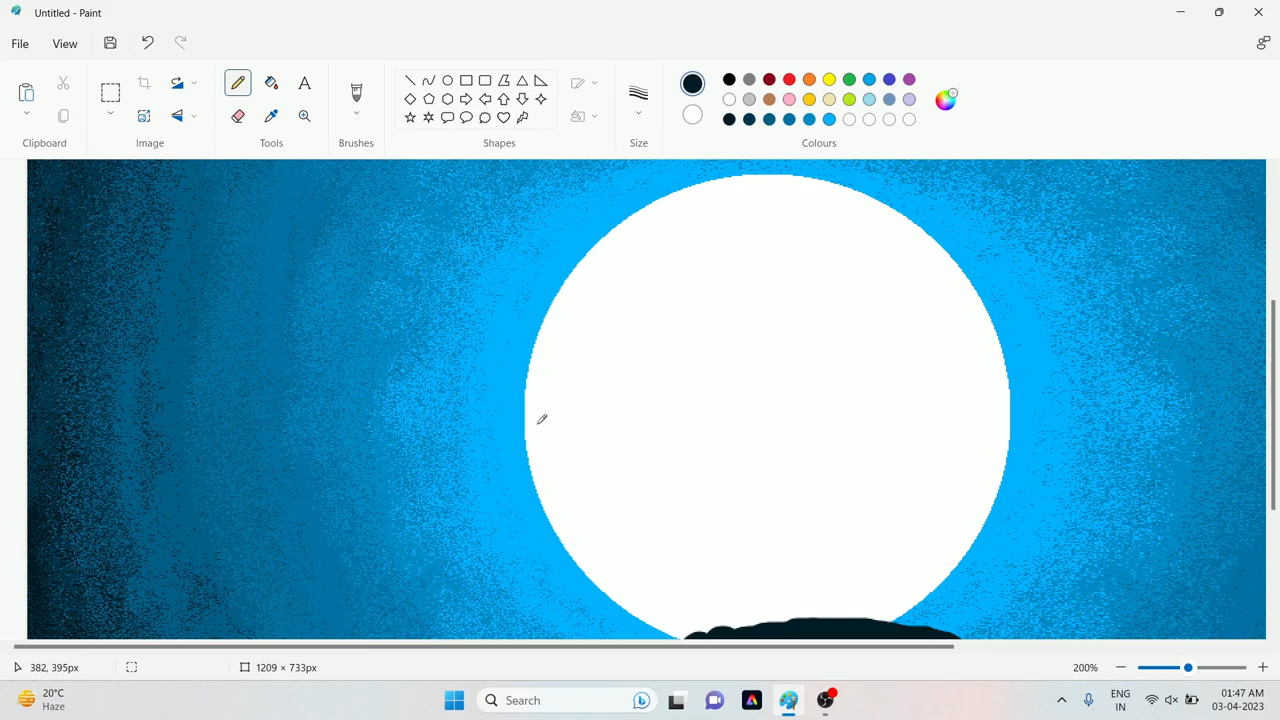 Untitled - Paint
File View
A
Clipboard Image Tools Brushes Shapes Size Colours
382, 395px 1209 × 733px 200%
20°C
Haze
Search
ENG
IN
01:47 AM
03-04-2023